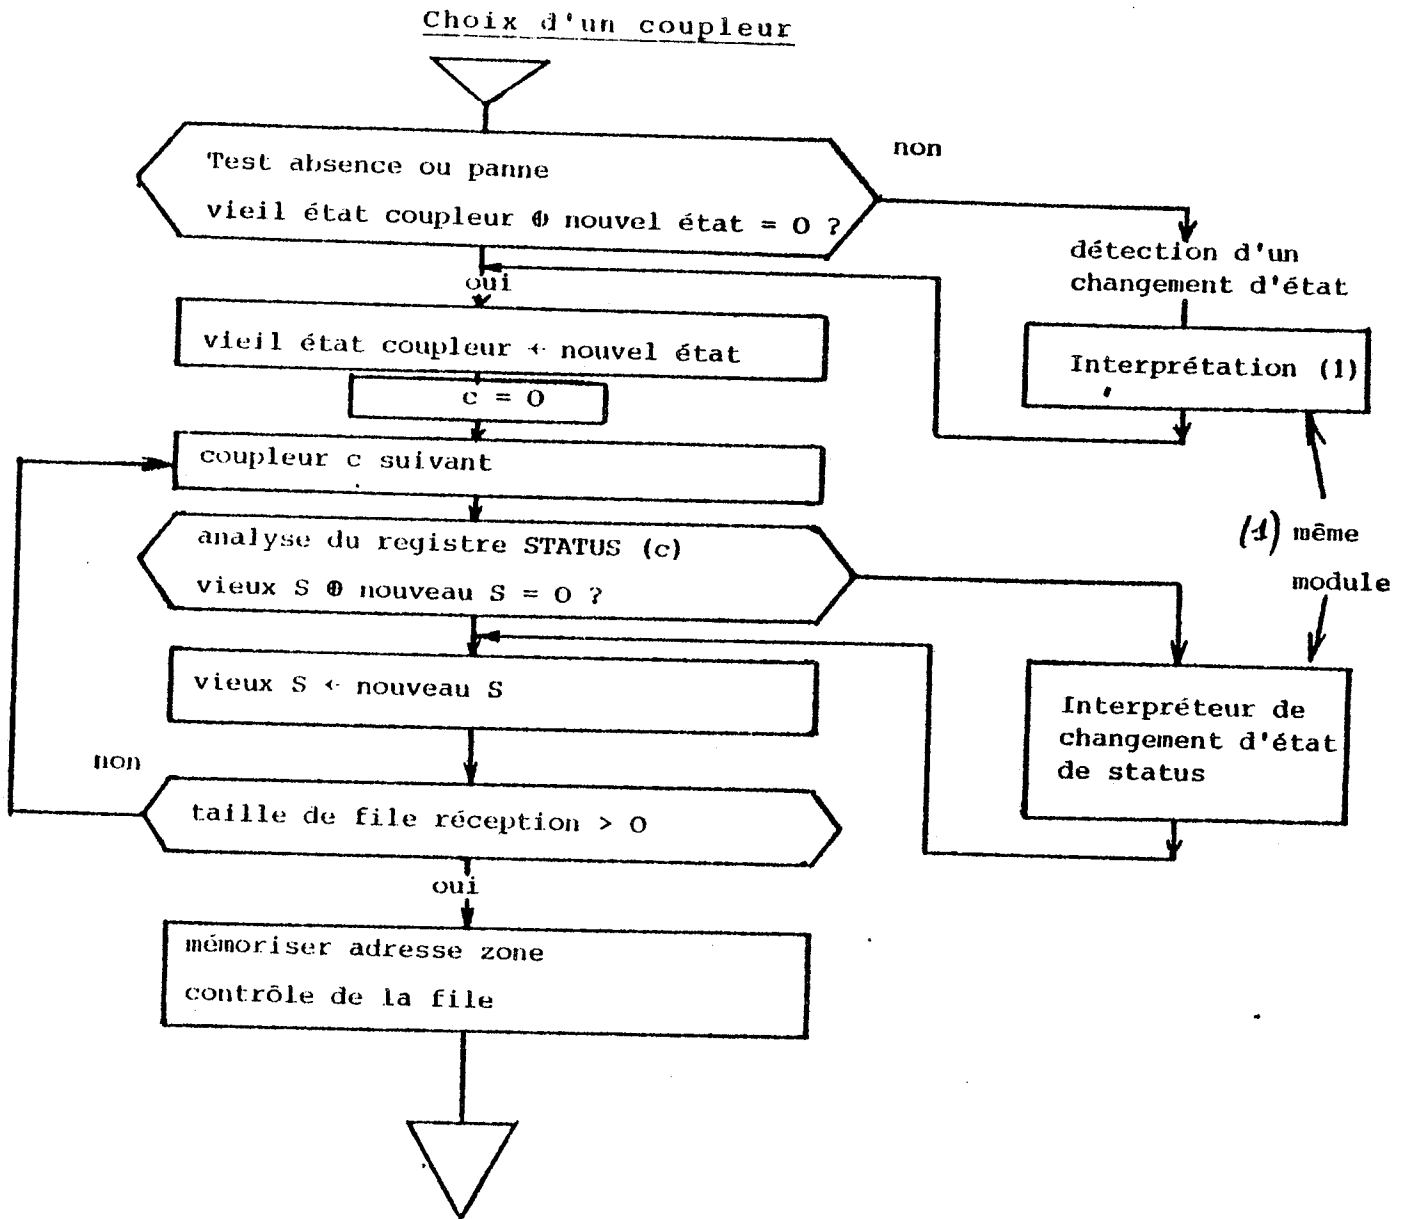 Choix d'un coupleur
Test absence ou panne
vieil état coupleur ⊕ nouvel état = 0 ?
non
détection d'un
changement d'état
oui
vieil état coupleur ← nouvel état
Interprétation (1)
c = 0
coupleur c suivant
(1) même
module
analyse du registre STATUS (c)
vieux S ⊕ nouveau S = 0 ?
vieux S ← nouveau S
Interpréteur de
changement d'état
de status
non
taille de file réception > 0
oui
mémoriser adresse zone
contrôle de la file